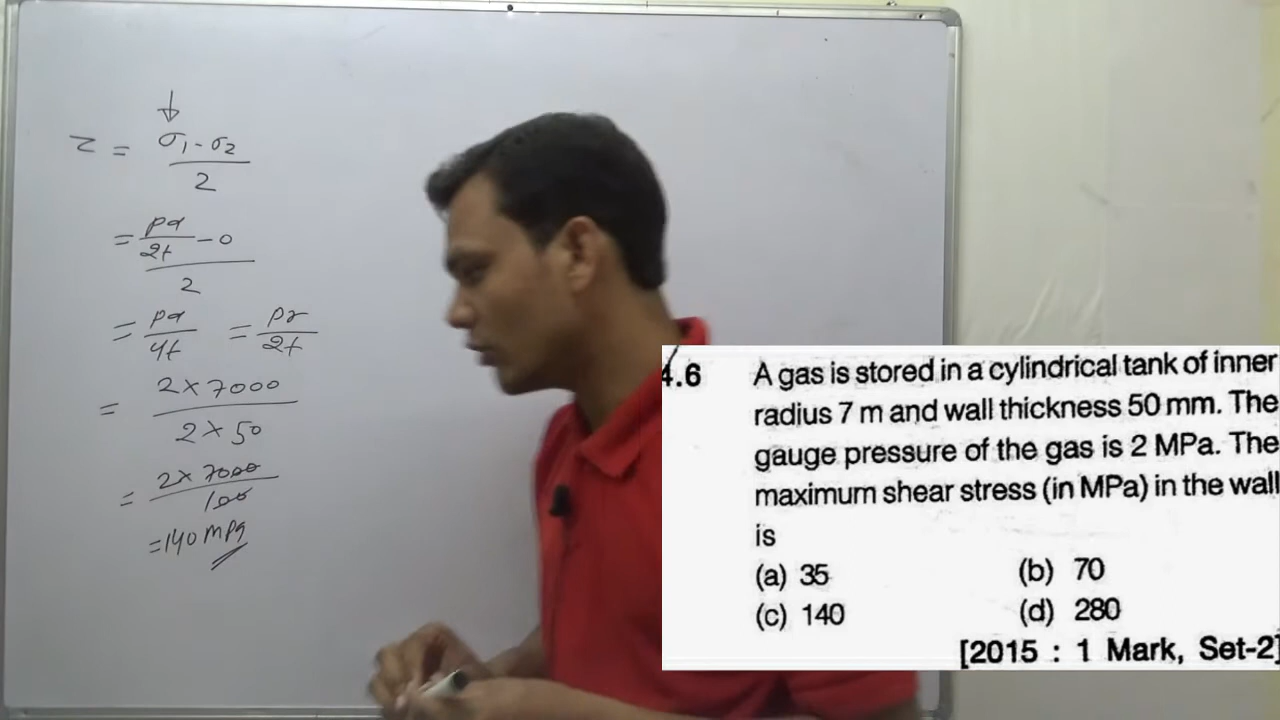 τ = σ1 - σ2 / 2
= pd/2t - 0 / 2
= pd/4t = pr/2t
= 2 × 7000 / 2 × 50
= 2 × 7000 / 100
= 140 mpa
4.6 A gas is stored in a cylindrical tank of inner
radius 7 m and wall thickness 50 mm. The
gauge pressure of the gas is 2 MPa. The
maximum shear stress (in MPa) in the wall
is
(a) 35 (b) 70
(c) 140 (d) 280
[2015 : 1 Mark, Set-2]